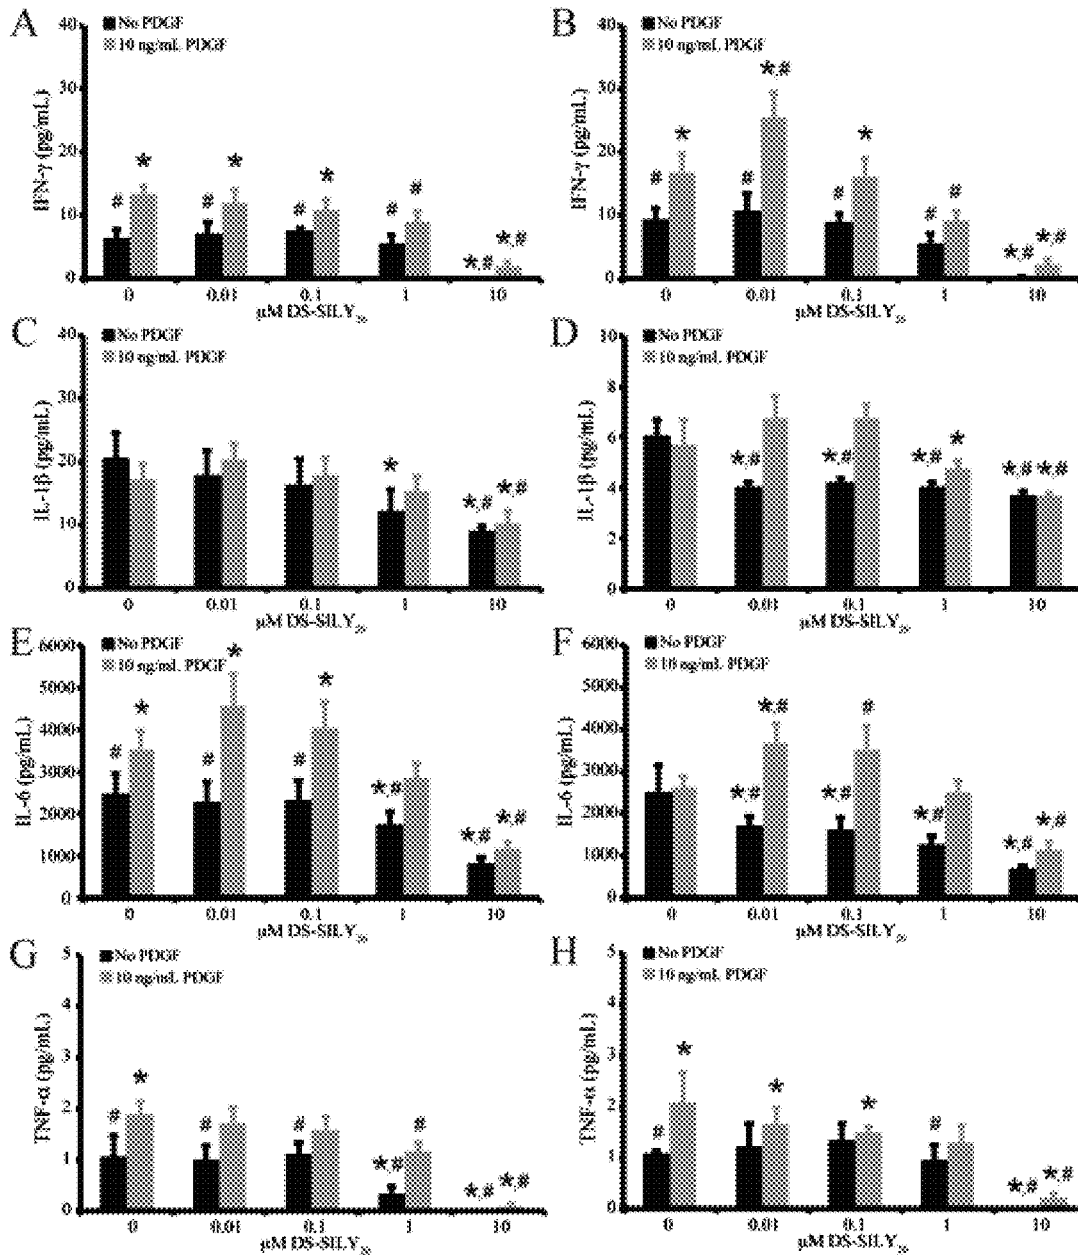 A
No PDGF
10 ng/mL PDGF
IFN-γ (pg/mL)
40
30
20
10
0
# * # * # * # # *,# *,#
0 0.01 0.1 1 10
μM DS-SILY
B
No PDGF
10 ng/mL PDGF
IFN-γ (pg/mL)
40
30
20
10
0
# * # *,# # * # # *,# *,#
0 0.01 0.1 1 10
μM DS-SILY
C
No PDGF
10 ng/mL PDGF
IL-1β (pg/mL)
40
30
20
10
0
* *,# *,#
0 0.01 0.1 1 10
μM DS-SILY
D
No PDGF
10 ng/mL PDGF
IL-1β (pg/mL)
10
8
6
4
2
0
*,# *,# *,# * *,# *,#
0 0.01 0.1 1 10
μM DS-SILY
E
No PDGF
10 ng/mL PDGF
IL-6 (pg/mL)
6000
5000
4000
3000
2000
1000
0
# * # * # * *,# *,# *,#
0 0.01 0.1 1 10
μM DS-SILY
F
No PDGF
10 ng/mL PDGF
IL-6 (pg/mL)
6000
5000
4000
3000
2000
1000
0
*,# *,# *,# # *,# *,# *,#
0 0.01 0.1 1 10
μM DS-SILY
G
No PDGF
10 ng/mL PDGF
TNF-α (pg/mL)
5
4
3
2
1
0
# * # # *,# # *,# *,#
0 0.01 0.1 1 10
μM DS-SILY
H
No PDGF
10 ng/mL PDGF
TNF-α (pg/mL)
5
4
3
2
1
0
# * * * # *,# *,#
0 0.01 0.1 1 10
μM DS-SILY